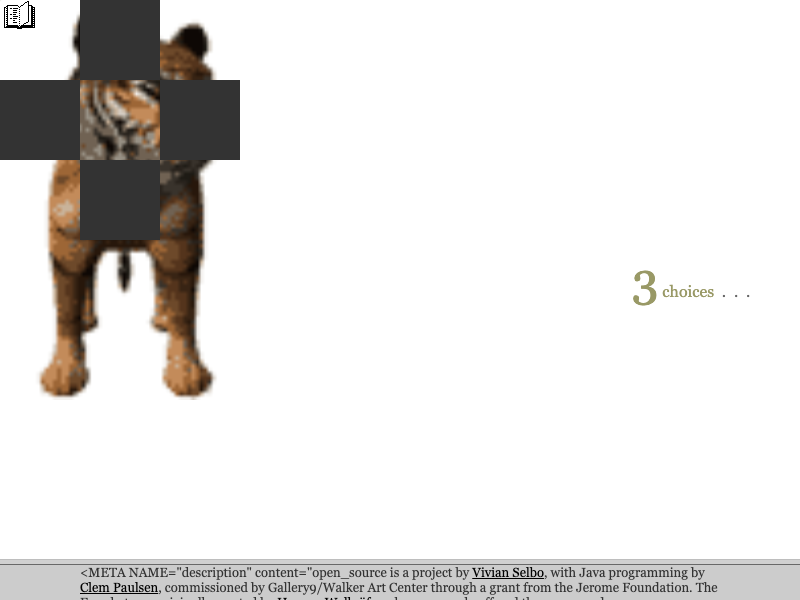 3 choices . . .
<META NAME="description" content="open_source is a project by Vivian Selbo, with Java programming by
Clem Paulsen, commissioned by Gallery9/Walker Art Center through a grant from the Jerome Foundation. The